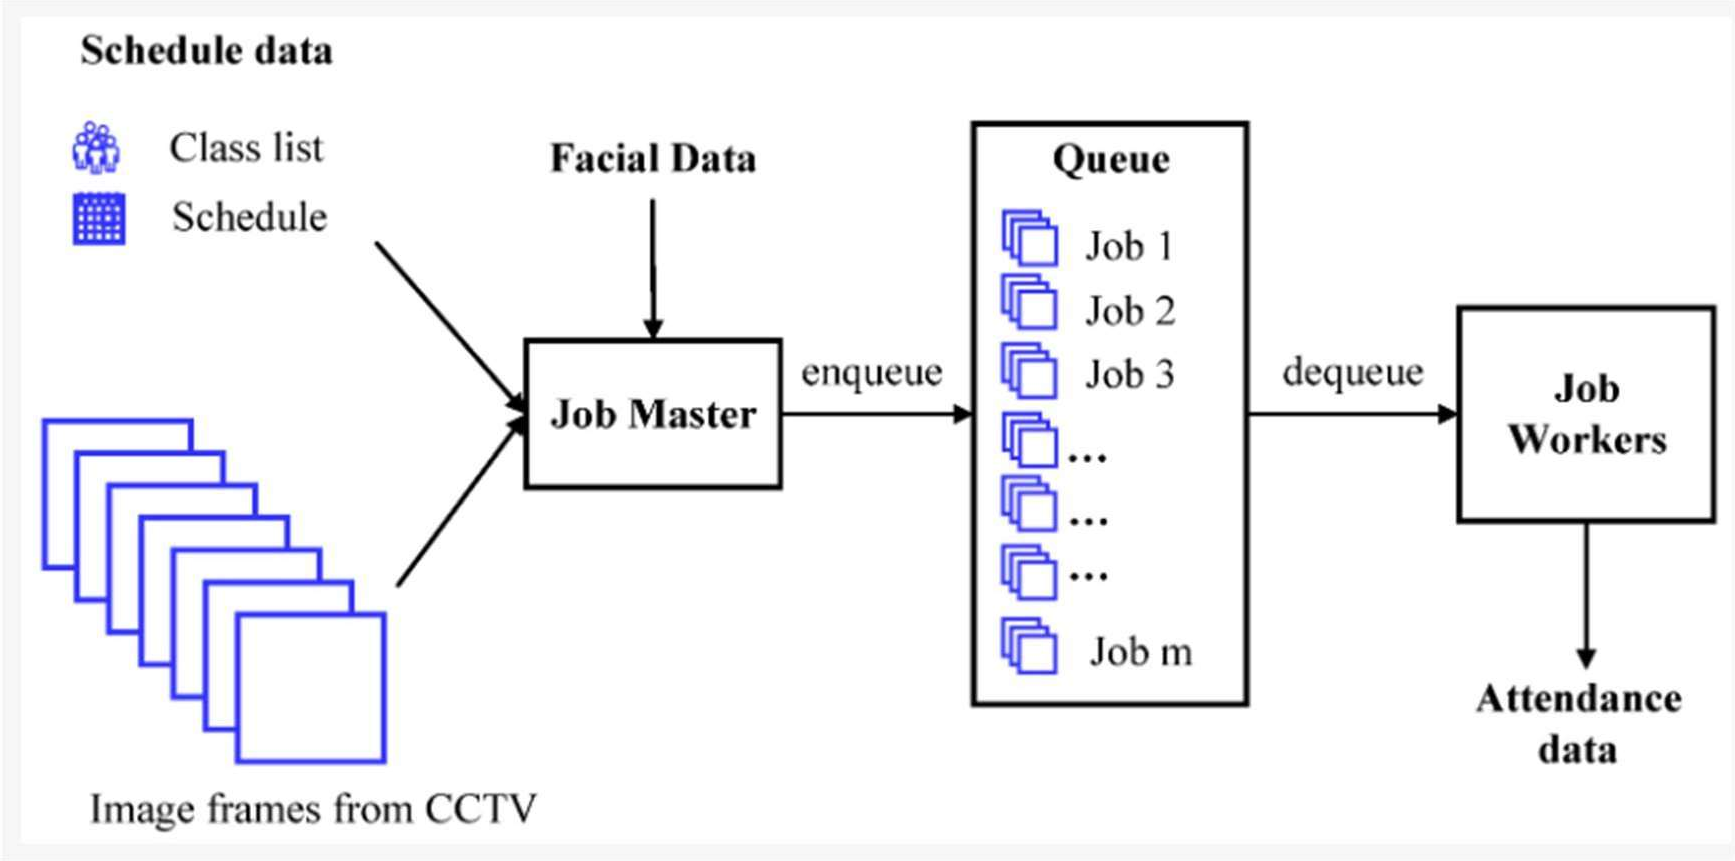 Schedule data
Class list
Schedule
Facial Data
Job Master
Image frames from CCTV
enqueue
Queue
Job 1
Job 2
Job 3
...
...
...
Job m
dequeue
Job
Workers
Attendance
data